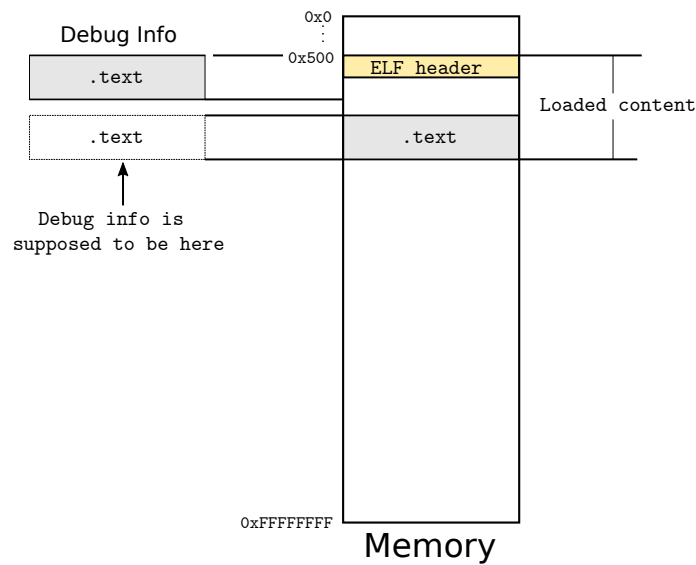 0x0
Debug Info
0x500
ELF header
.text
Loaded content
.text
.text
Debug info is
supposed to be here
0xFFFFFFFF
Memory